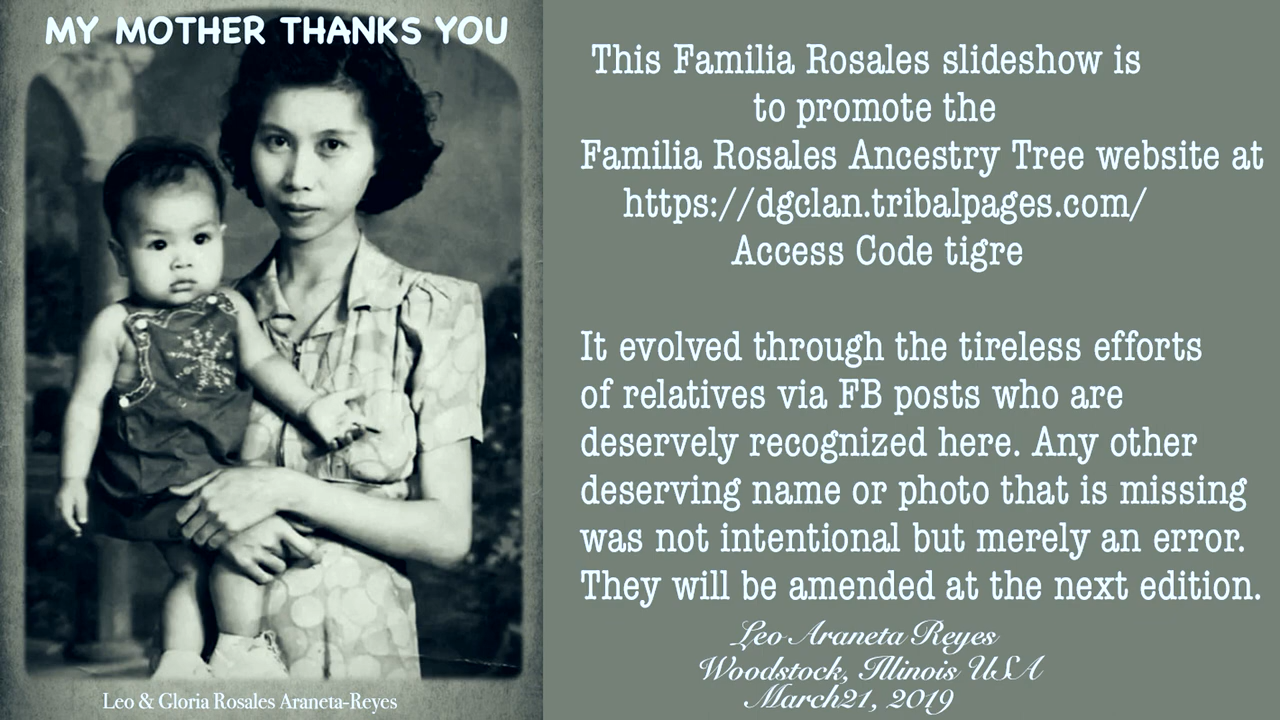 MY MOTHER THANKS YOU
Leo & Gloria Rosales Araneta-Reyes
This Familia Rosales slideshow is
to promote the
Familia Rosales Ancestry Tree website at
https://dgclan.tribalpages.com/
Access Code tigre
It evolved through the tireless efforts
of relatives via FB posts who are
deservely recognized here. Any other
deserving name or photo that is missing
was not intentional but merely an error.
They will be amended at the next edition.
Leo Araneta Reyes
Woodstock, Illinois USA
March21, 2019